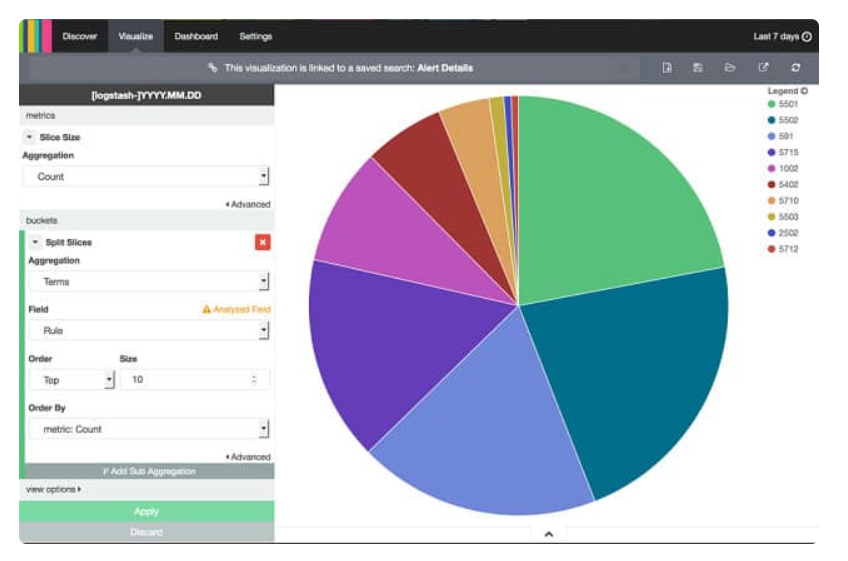 Discover Visualize Dashboard Settings Last 7 days
This visualization is linked to a saved search: Alert Details
[logstash-]YYYY.MM.DD
metrics
Slice Size
Aggregation
Count
Advanced
buckets
Split Slices
Aggregation
Terms
Field Analyzed Field
Rule
Order Size
Top 10
Order By
metric: Count
Advanced
Add Sub Aggregation
view options
Apply
Discard
Legend
5501
5502
591
5715
1002
5402
5710
5503
2502
5712